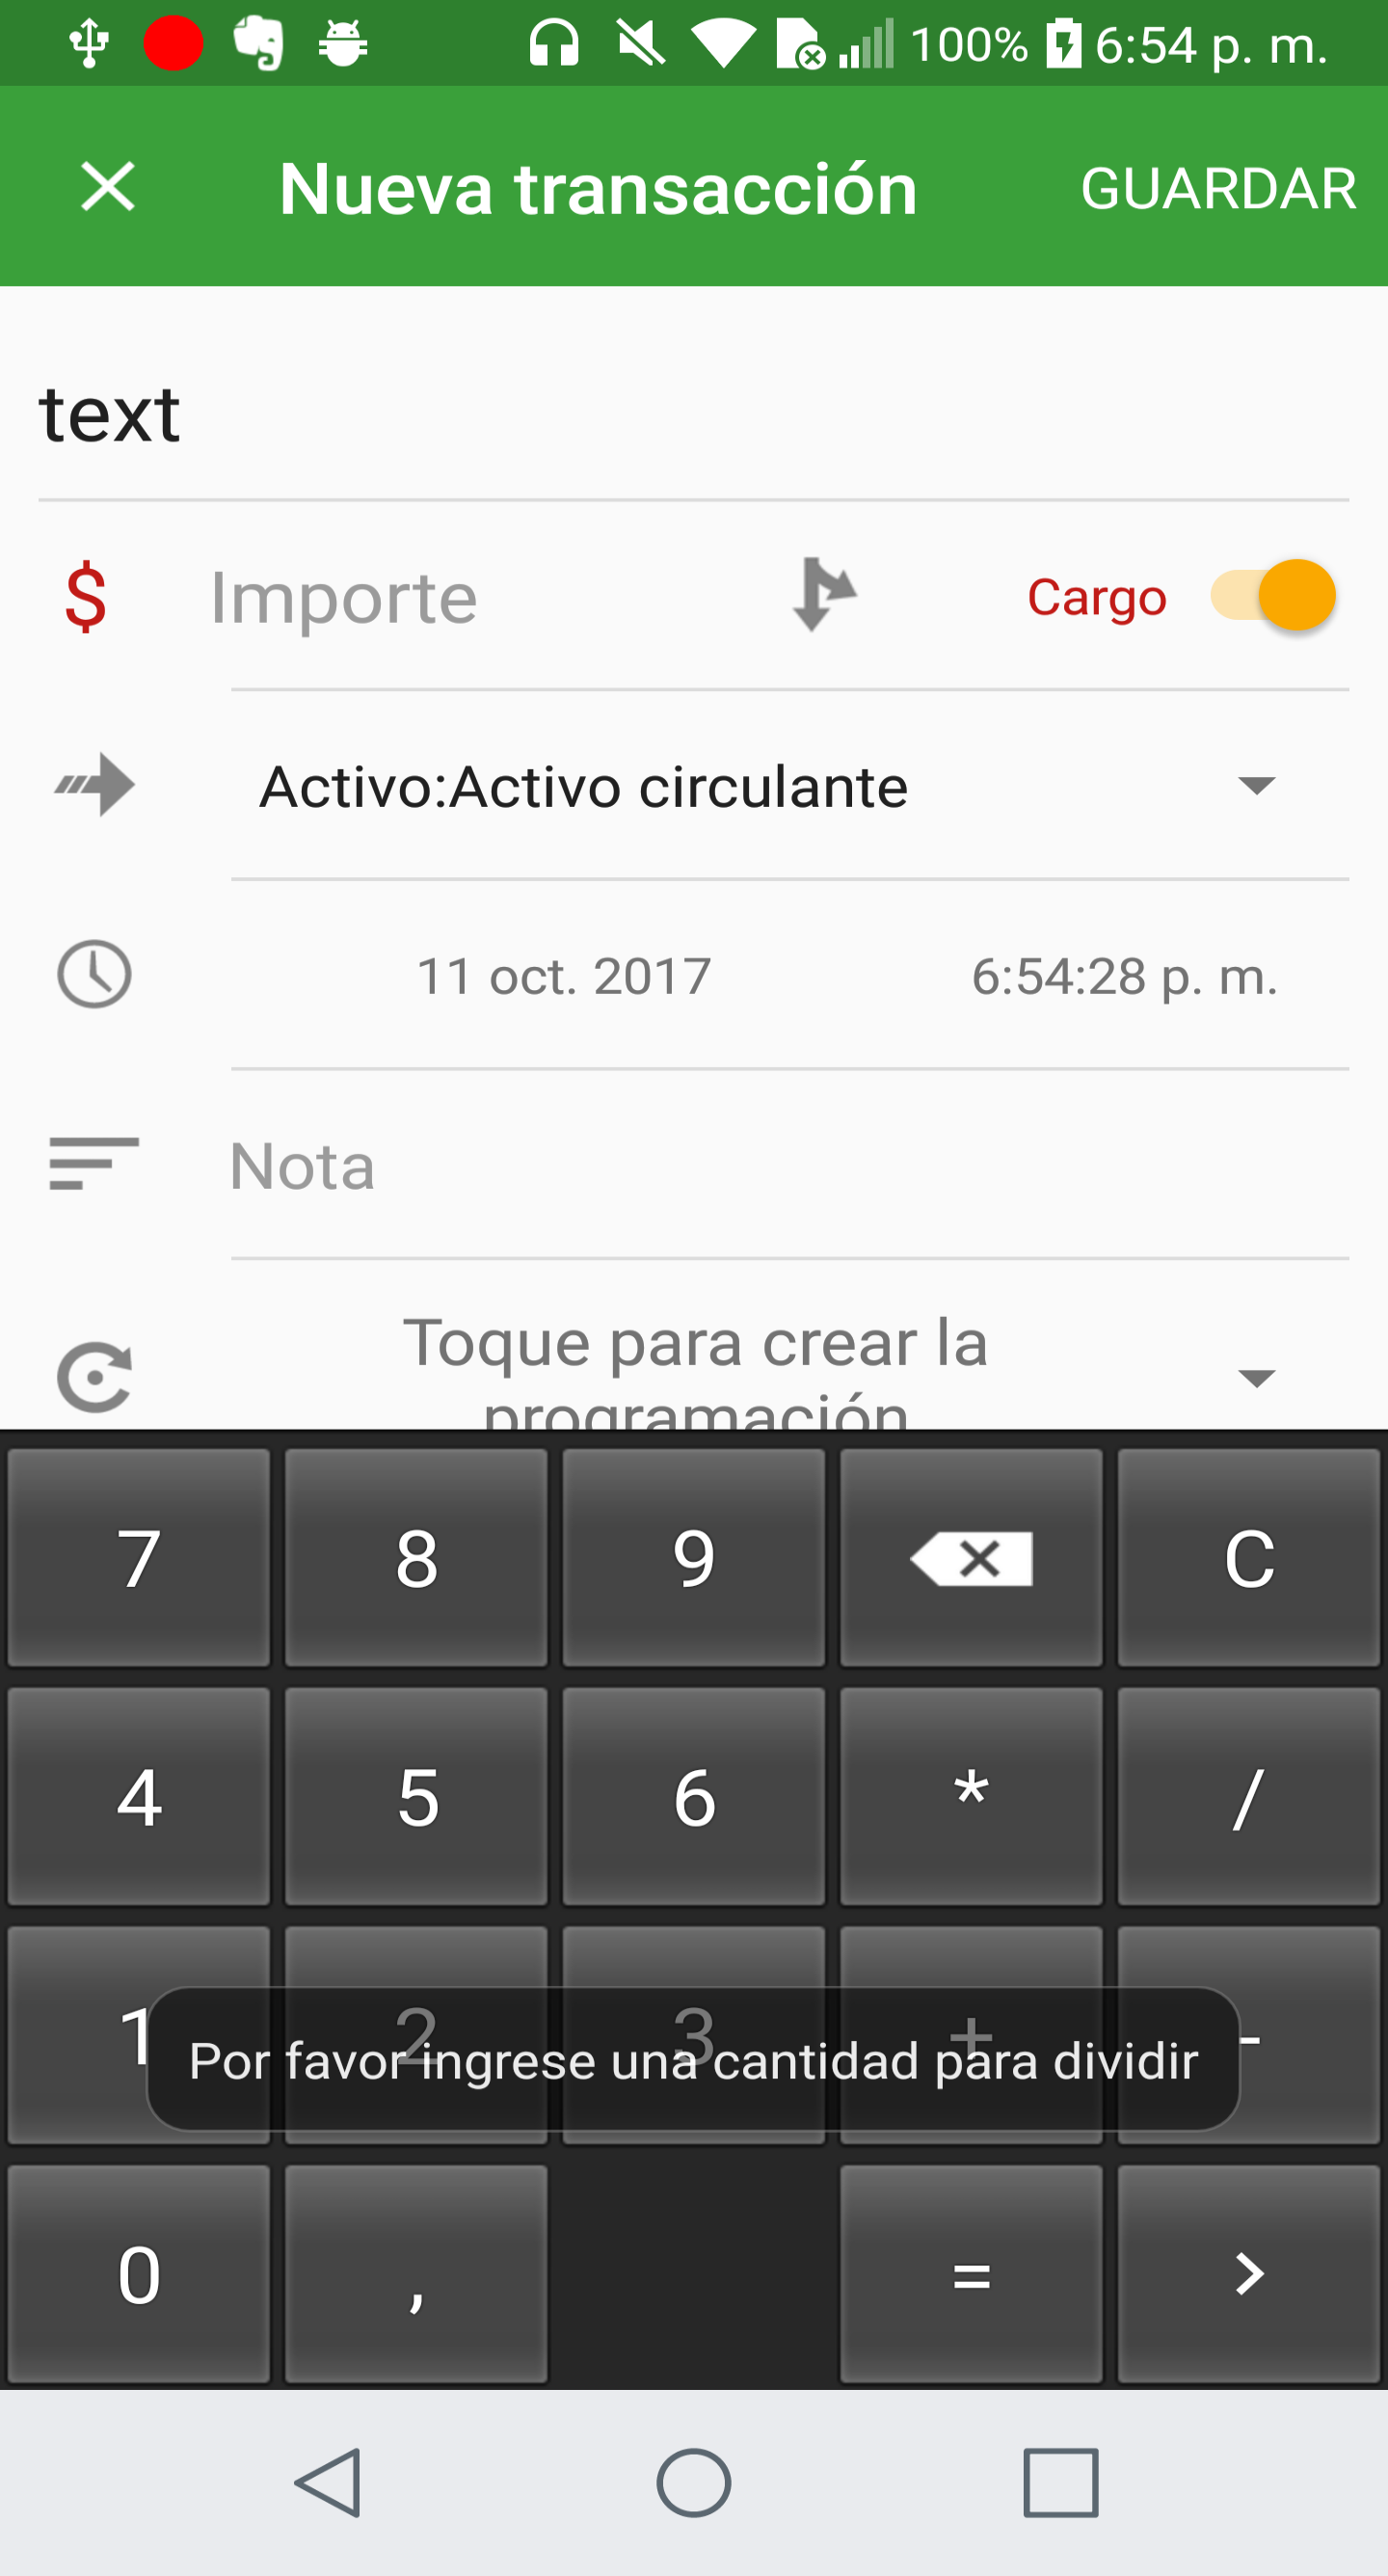 100% 6:54 p. m.
Nueva transacción GUARDAR
text
$ Importe Cargo
Activo:Activo circulante
11 oct. 2017 6:54:28 p. m.
Nota
Toque para crear la
programación
7 8 9 C
4 5 6 * /
1 2 3 + -
Por favor ingrese una cantidad para dividir
0 , = >